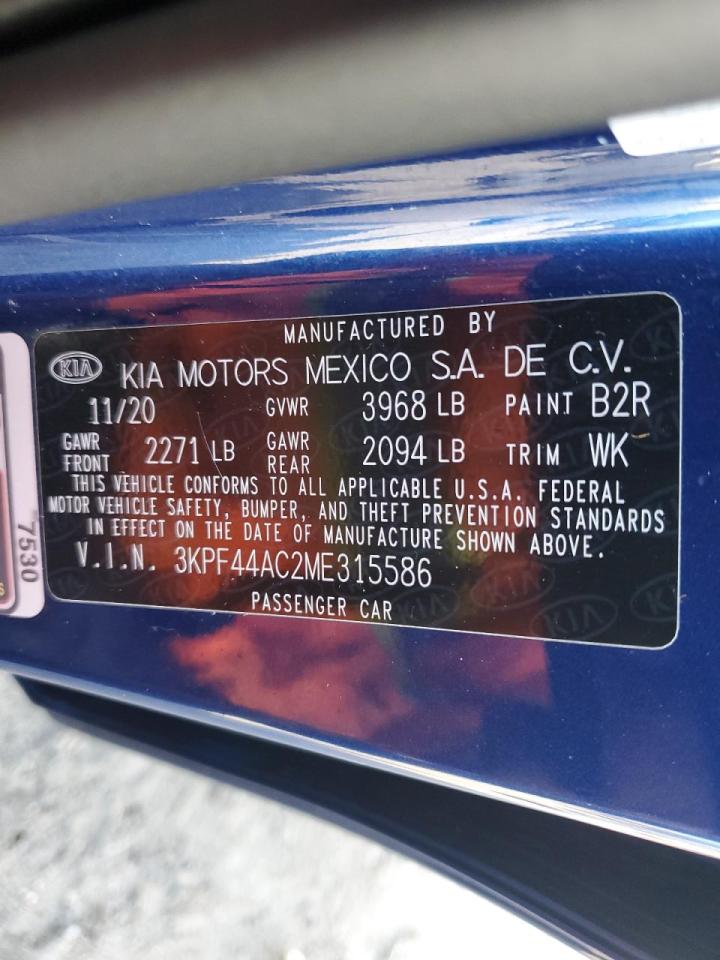 MANUFACTURED BY
KIA KIA MOTORS MEXICO S.A. DE C.V.
11/20 GVWR 3968 LB PAINT B2R
GAWR FRONT 2271 LB GAWR REAR 2094 LB TRIM WK
THIS VEHICLE CONFORMS TO ALL APPLICABLE U.S.A. FEDERAL
MOTOR VEHICLE SAFETY, BUMPER, AND THEFT PREVENTION STANDARDS
IN EFFECT ON THE DATE OF MANUFACTURE SHOWN ABOVE.
V.I.N. 3KPF44AC2ME315586
PASSENGER CAR
7530